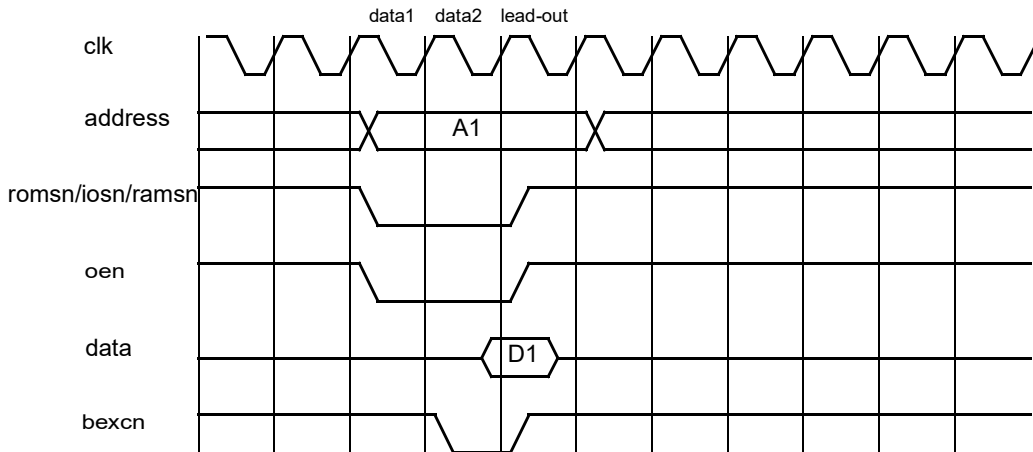 data1 data2 lead-out
clk
address
A1
romsn/iosn/ramsn
oen
data
D1
bexcn